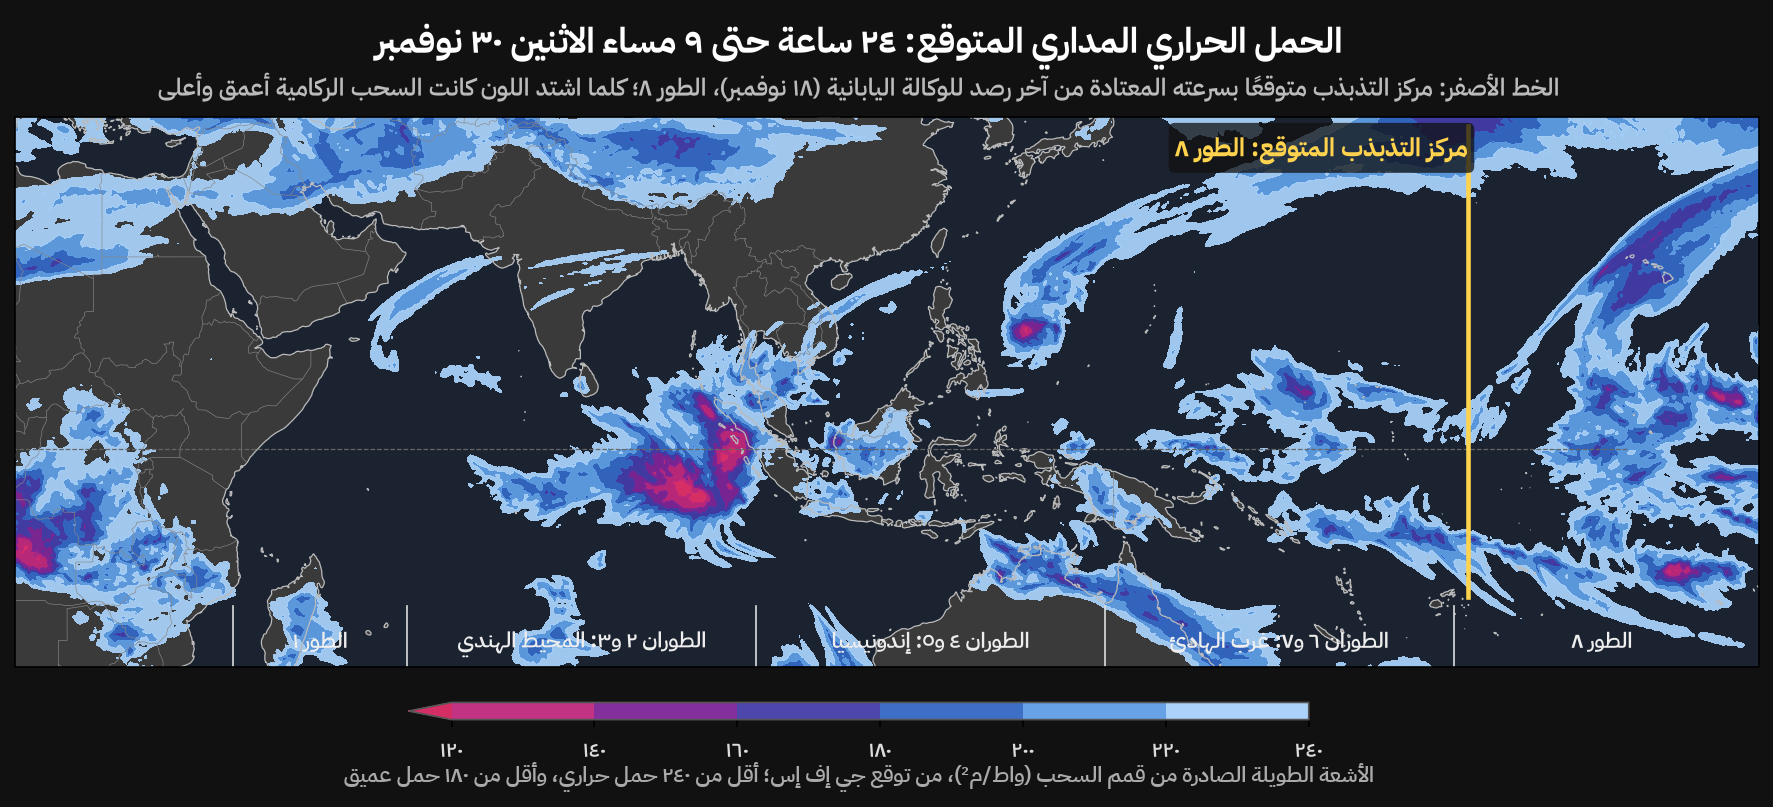 الحمل الحراري المداري المتوقع: ٢٤ ساعة حتى ٩ مساء الاثنين ٣٠ نوفمبر
الخط الأصفر: مركز التذبذب متوقعًا بسرعته المعتادة من آخر رصد للوكالة اليابانية (١٨ نوفمبر)، الطور ٨؛ كلما اشتد اللون كانت السحب الركامية أعمق وأعلى
مركز التذبذب المتوقع: الطور ٨
الطور ١
الطوران ٢ و٣: المحيط الهندي
الطوران ٤ و٥: إندونيسيا
الطوران ٦ و٧: غرب الهادئ
الطور ٨
١٢٠
١٤٠
١٦٠
١٨٠
٢٠٠
٢٢٠
٢٤٠
الأشعة الطويلة الصادرة من قمم السحب (واط/م²)، من توقع جي إف إس؛ أقل من ٢٤٠ حمل حراري، وأقل من ١٨٠ حمل عميق